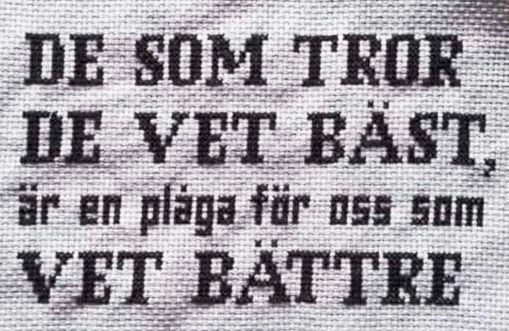 DE SOM TROR
DE VET BÄST,
är en plåga för oss som
VET BÄTTRE